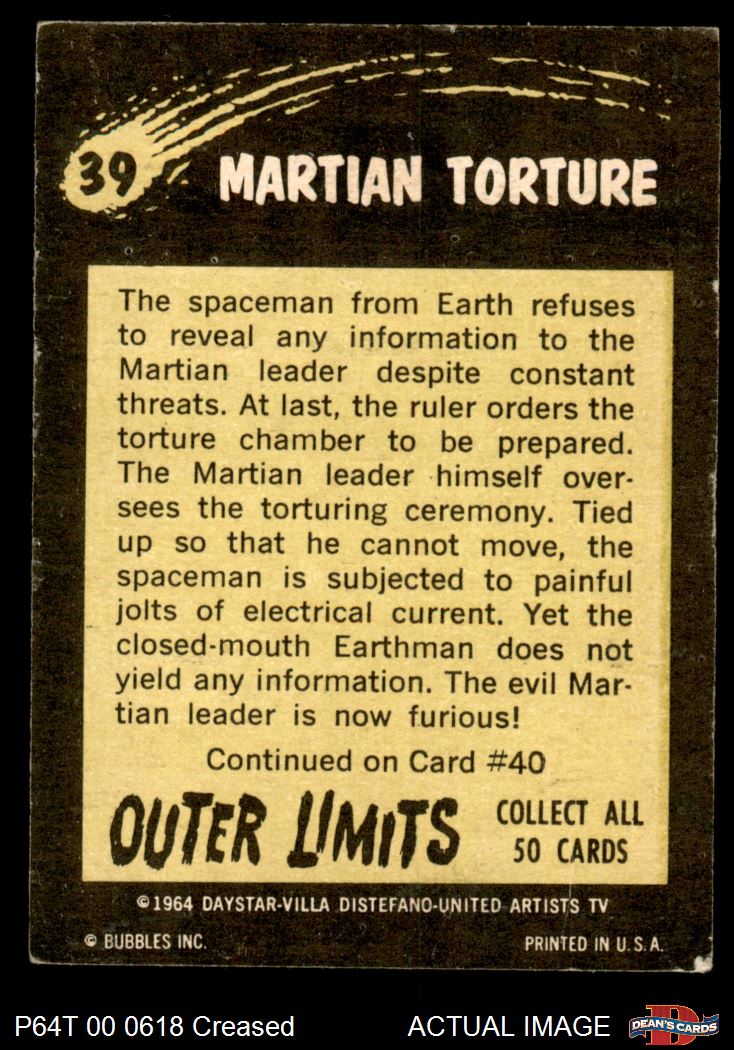 39
MARTIAN TORTURE
The spaceman from Earth refuses
to reveal any information to the
Martian leader despite constant
threats. At last, the ruler orders the
torture chamber to be prepared.
The Martian leader himself over-
sees the torturing ceremony. Tied
up so that he cannot move, the
spaceman is subjected to painful
jolts of electrical current. Yet the
closed-mouth Earthman does not
yield any information. The evil Mar-
tian leader is now furious!
Continued on Card #40
OUTER LIMITS
COLLECT ALL
50 CARDS
©1964 DAYSTAR-VILLA DISTEFANO-UNITED ARTISTS TV
© BUBBLES INC.
PRINTED IN U.S.A.
P64T 00 0618 Creased
ACTUAL IMAGE
D
DEAN'S CARDS